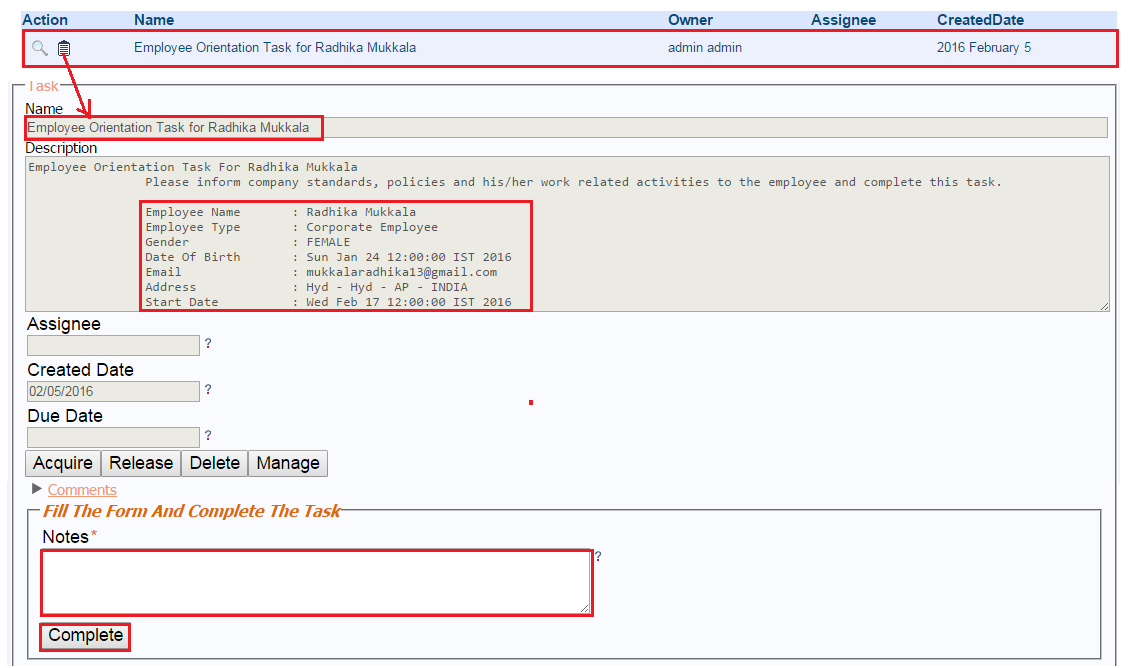 Action Name Owner Assignee CreatedDate
Employee Orientation Task for Radhika Mukkala admin admin 2016 February 5
Task
Name
Employee Orientation Task for Radhika Mukkala
Description
Employee Orientation Task For Radhika Mukkala
Please inform company standards, policies and his/her work related activities to the employee and complete this task.
Employee Name : Radhika Mukkala
Employee Type : Corporate Employee
Gender : FEMALE
Date Of Birth : Sun Jan 24 12:00:00 IST 2016
Email : mukkalaradhika13@gmail.com
Address : Hyd - Hyd - AP - INDIA
Start Date : Wed Feb 17 12:00:00 IST 2016
Assignee
?
Created Date
02/05/2016 ?
Due Date
?
Acquire Release Delete Manage
Comments
Fill The Form And Complete The Task
Notes*
?
Complete